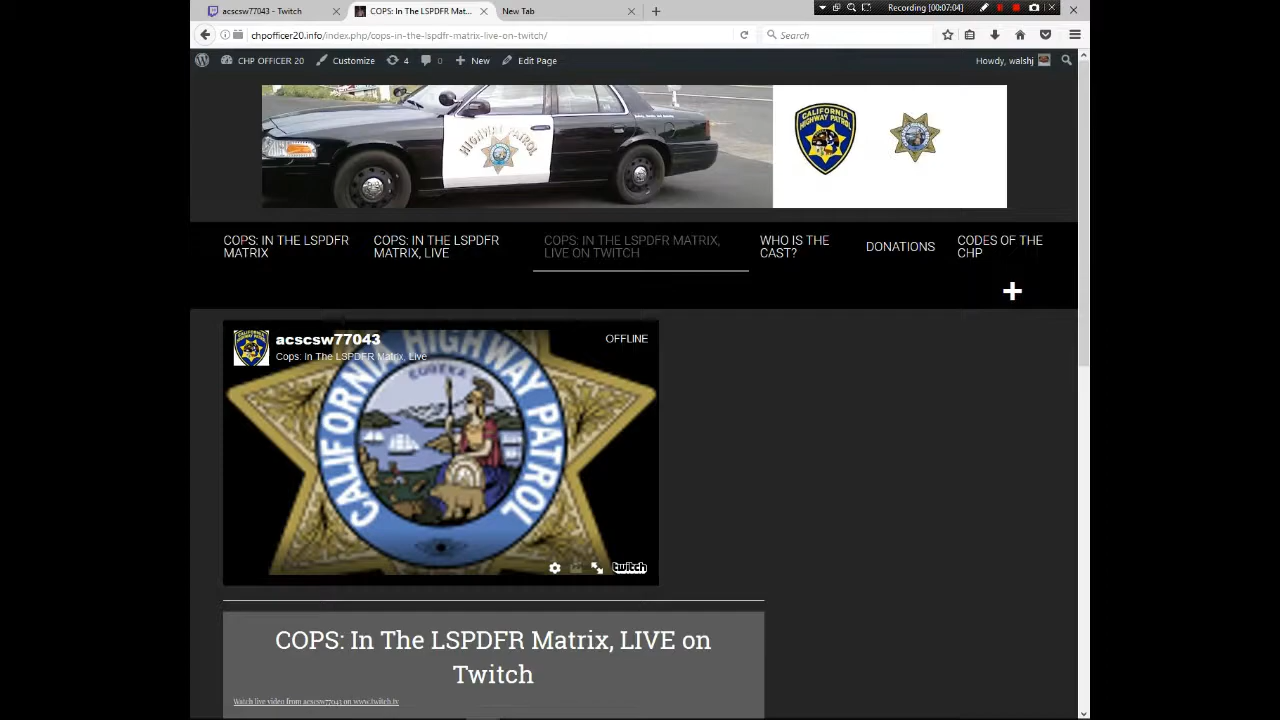 acscsw77043 - Twitch
COPS: In The LSPDFR Mat...
New Tab
Recording [00:07:04]
chpofficer20.info/index.php/cops-in-the-lspdfr-matrix-live-on-twitch/
Search
CHP OFFICER 20
Customize
4
0
New
Edit Page
Howdy, walshj
HIGHWAY PATROL
CALIFORNIA HIGHWAY PATROL
COPS: IN THE LSPDFR MATRIX
COPS: IN THE LSPDFR MATRIX, LIVE
COPS: IN THE LSPDFR MATRIX, LIVE ON TWITCH
WHO IS THE CAST?
DONATIONS
CODES OF THE CHP
+
acscsw77043
Cops: In The LSPDFR Matrix, Live
OFFLINE
CALIFORNIA HIGHWAY PATROL
EUREKA
twitch
COPS: In The LSPDFR Matrix, LIVE on
Twitch
Watch live video from acscsw77043 on www.twitch.tv